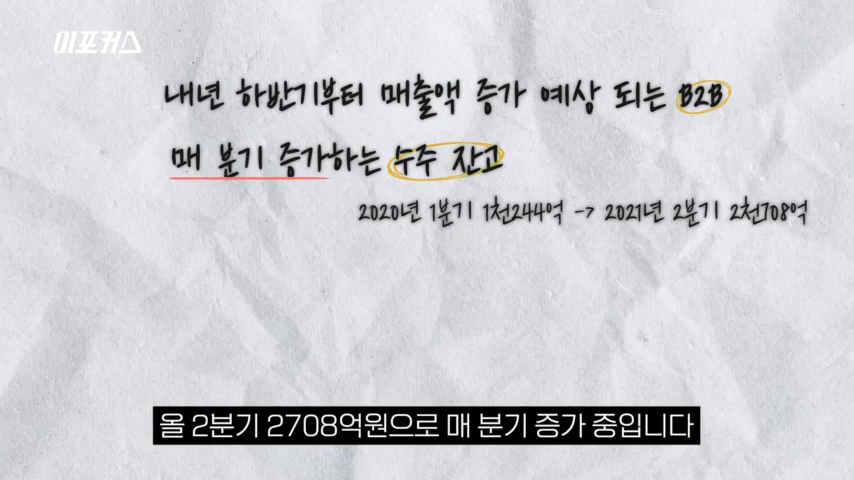 이포커스
내년 하반기부터 매출액 증가 예상 되는 B2B
매 분기 증가하는 수주 잔고
2020년 1분기 1천244억 -> 2021년 2분기 2천708억
올 2분기 2708억원으로 매 분기 증가 중입니다